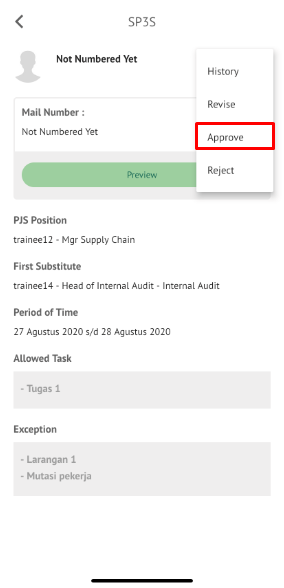 SP3S
Not Numbered Yet
History
Revise
Approve
Reject
Mail Number :
Not Numbered Yet
Preview
PJS Position
trainee12 - Mgr Supply Chain
First Substitute
trainee14 - Head of Internal Audit - Internal Audit
Period of Time
27 Agustus 2020 s/d 28 Agustus 2020
Allowed Task
- Tugas 1
Exception
- Larangan 1
- Mutasi pekerja